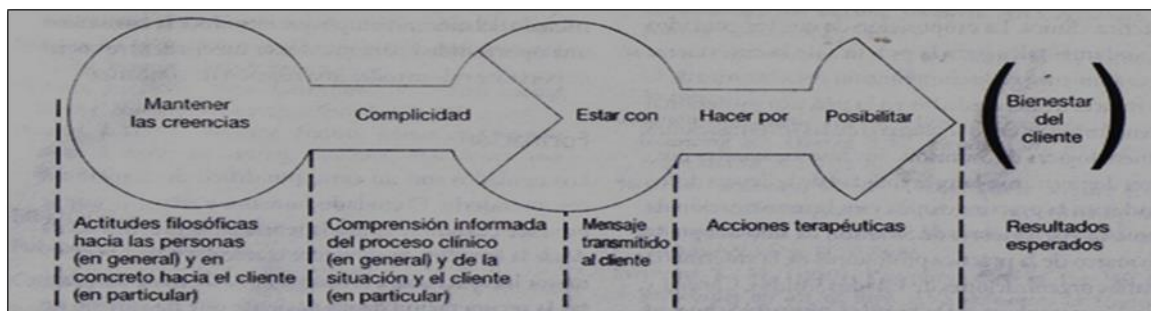 Mantener
las creencias
Complicidad
Estar con
Hacer por
Posibilitar
Bienestar
del
cliente
Actitudes filosóficas
hacia las personas
(en general) y en
concreto hacia el cliente
(en particular)
Comprensión informada
del proceso clínico
(en general) y de la
situación y el cliente
(en particular)
Mensaje
transmitido
al cliente
Acciones terapéuticas
Resultados
esperados